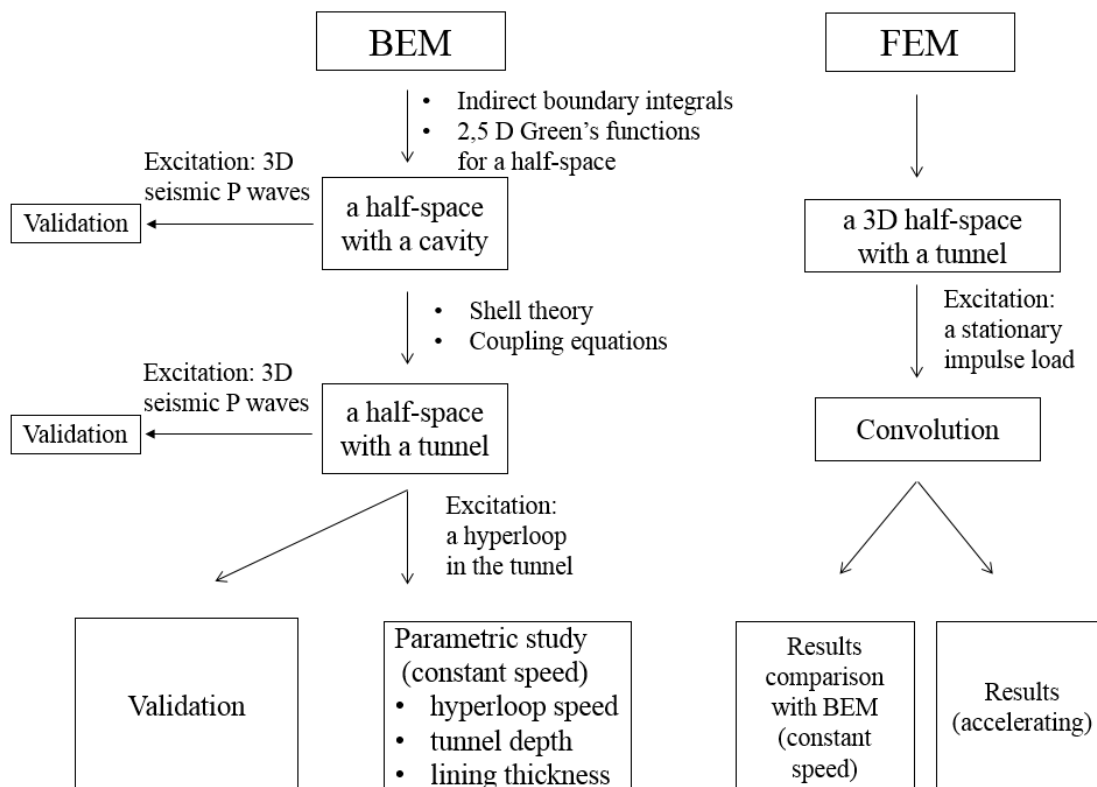 BEM
• Indirect boundary integrals
• 2,5 D Green’s functions
for a half-space
Excitation: 3D
seismic P waves
Validation
a half-space
with a cavity
• Shell theory
• Coupling equations
Excitation: 3D
seismic P waves
Validation
a half-space
with a tunnel
Excitation:
a hyperloop
in the tunnel
Validation
Parametric study
(constant speed)
• hyperloop speed
• tunnel depth
• lining thickness
FEM
a 3D half-space
with a tunnel
Excitation:
a stationary
impulse load
Convolution
Results
comparison
with BEM
(constant
speed)
Results
(accelerating)